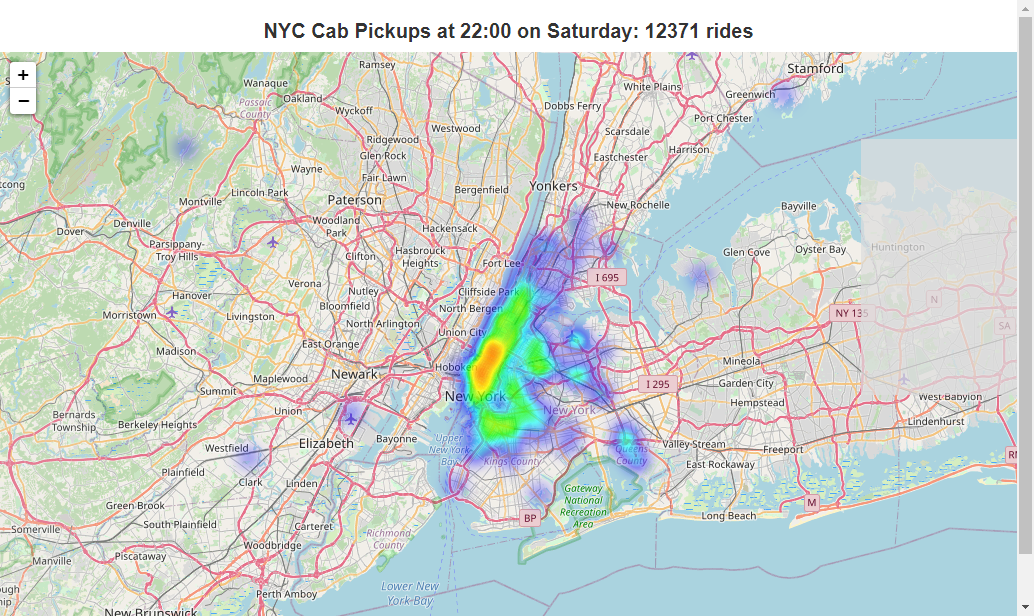 NYC Cab Pickups at 22:00 on Saturday: 12371 rides
+
−
Ramsey
Stamford
White Plains
Wanaque
Oakland
Greenwich
Passaic
County
Wyckoff
Dobbs Ferry
Port Chester
Westwood
Scarsdale
Ridgewood
Harrison
Glen Rock
Eastchester
Wayne
Fair Lawn
Lincoln Park
Bergenfield
Yonkers
Montville
Paterson
New Rochelle
Bayville
Denville
Woodland
Park
Hackensack
Dover
Parsippany-
Troy Hills
Hasbrouck
Heights
Clifton
Fort Lee
Glen Cove
Oyster Bay
Huntington
I 695
Verona
Nutley
Cliffside Park
Hanover
Bloomfield
North Bergen
N
Morristown
Livingston
North Arlington
NY 135
SA
Union City
East Orange
Madison
Mineola
Newark
Hoboken
Maplewood
I 295
Garden City
Summit
New York
West Babylon
Hempstead
Union
New York
Bernards
Township
Berkeley Heights
Lindenhurst
Elizabeth
Bayonne
Upper
New York
Bay
Valley Stream
Freeport
Westfield
Queens
County
Kings County
East Rockaway
Plainfield
Clark
Linden
Gateway
National
Recreation
Area
M
Green Brook
BP
Long Beach
South Plainfield
Carteret
Somerville
Richmond
County
Woodbridge
Piscataway
Manville
Lower New
York Bay
Perth Amboy
New Brunswick